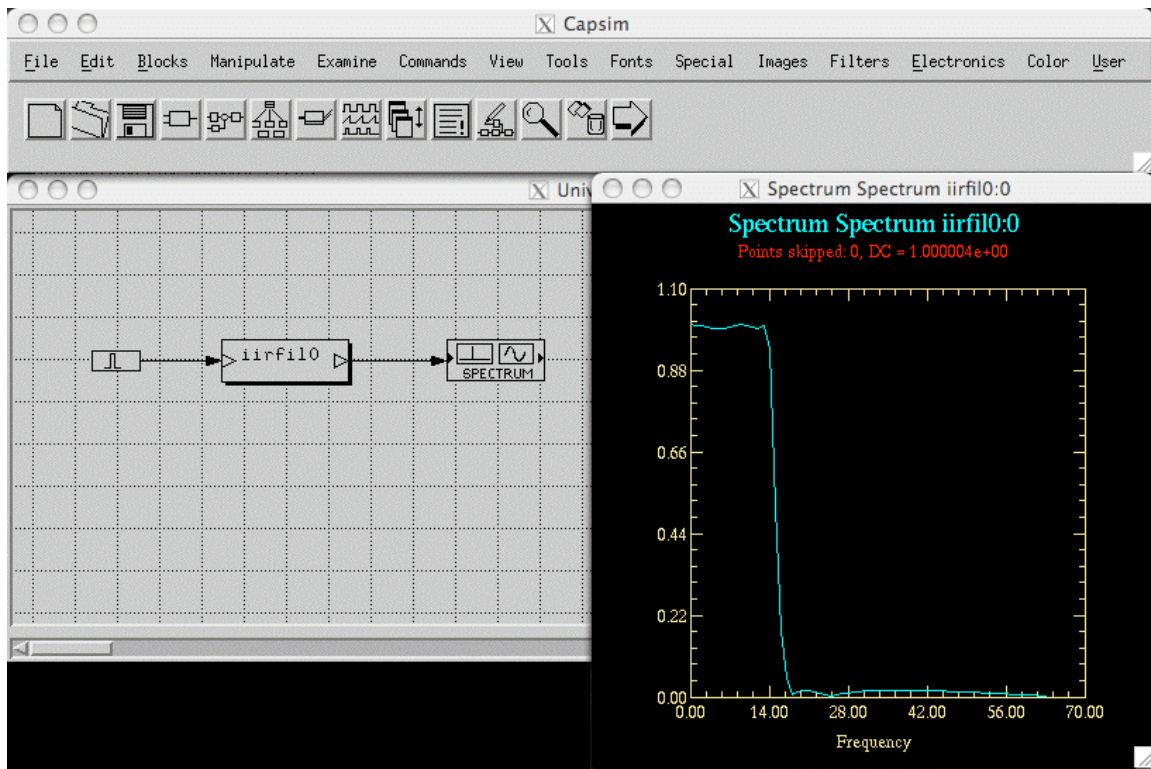 X Capsim
File Edit Blocks Manipulate Examine Commands View Tools Fonts Special Images Filters Electronics Color User
X Univ
X Spectrum Spectrum iirfil0:0
Spectrum Spectrum iirfil0:0
Points skipped: 0, DC = 1.000004e+00
iirfil0
SPECTRUM
1.10
0.88
0.66
0.44
0.22
0.00
0.00 14.00 28.00 42.00 56.00 70.00
Frequency